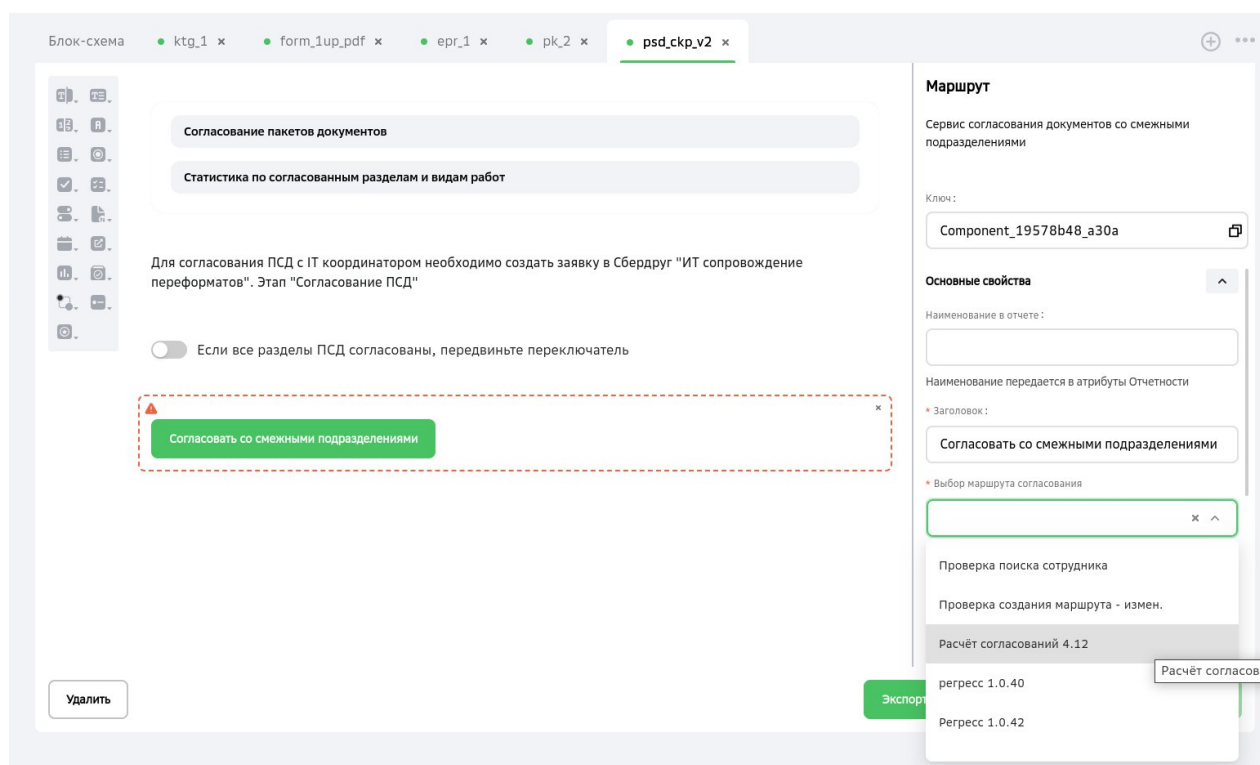 Блок-схема
ktg_1
form_1up_pdf
epr_1
pk_2
psd_ckp_v2
Согласование пакетов документов
Статистика по согласованным разделам и видам работ
Для согласования ПСД с IT координатором необходимо создать заявку в Сбердруг "ИТ сопровождение
переформатов". Этап "Согласование ПСД"
Если все разделы ПСД согласованы, передвиньте переключатель
Согласовать со смежными подразделениями
Удалить
Экспорт
Маршрут
Сервис согласования документов со смежными
подразделениями
Ключ:
Component_19578b48_a30a
Основные свойства
Наименование в отчете:
Наименование передается в атрибуты Отчетности
* Заголовок:
Согласовать со смежными подразделениями
* Выбор маршрута согласования
Проверка поиска сотрудника
Проверка создания маршрута - измен.
Расчёт согласований 4.12
Расчёт согласов
регресс 1.0.40
Регресс 1.0.42